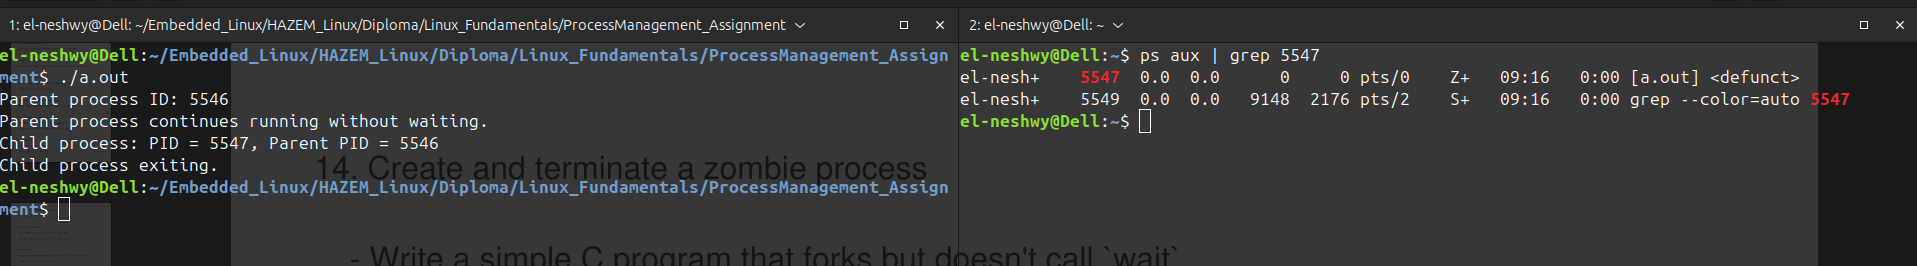 1: el-neshwy@Dell: ~/Embedded_Linux/HAZEM_Linux/Diploma/Linux_Fundamentals/ProcessManagement_Assignment
el-neshwy@Dell:~/Embedded_Linux/HAZEM_Linux/Diploma/Linux_Fundamentals/ProcessManagement_Assign
ment$ ./a.out
Parent process ID: 5546
Parent process continues running without waiting.
Child process: PID = 5547, Parent PID = 5546
Child process exiting.
el-neshwy@Dell:~/Embedded_Linux/HAZEM_Linux/Diploma/Linux_Fundamentals/ProcessManagement_Assign
ment$
2: el-neshwy@Dell: ~
el-neshwy@Dell:~$ ps aux | grep 5547
el-nesh+    5547  0.0  0.0      0     0 pts/0    Z+   09:16   0:00 [a.out] <defunct>
el-nesh+    5549  0.0  0.0   9148  2176 pts/2    S+   09:16   0:00 grep --color=auto 5547
el-neshwy@Dell:~$
14. Create and terminate a zombie process
- Write a simple C program that forks but doesn't call `wait`